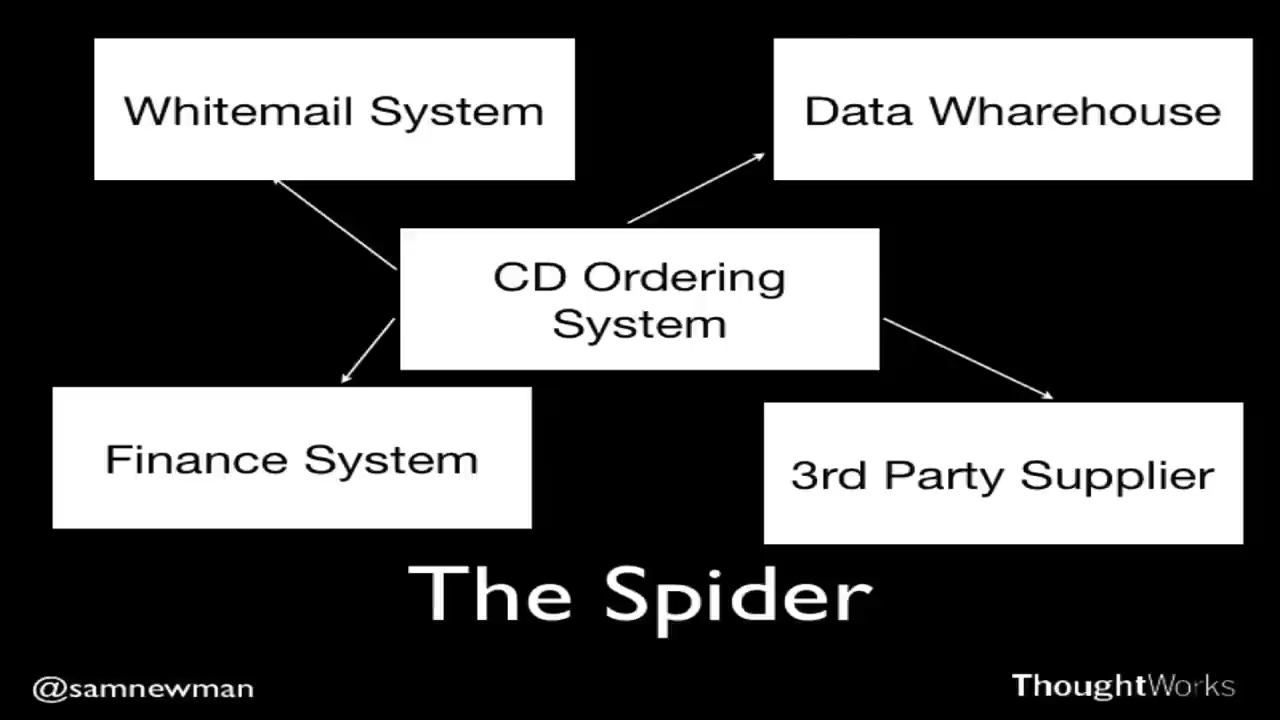 Whitemail System
Data Wharehouse
CD Ordering
System
Finance System
3rd Party Supplier
The Spider
@samnewman
ThoughtWorks